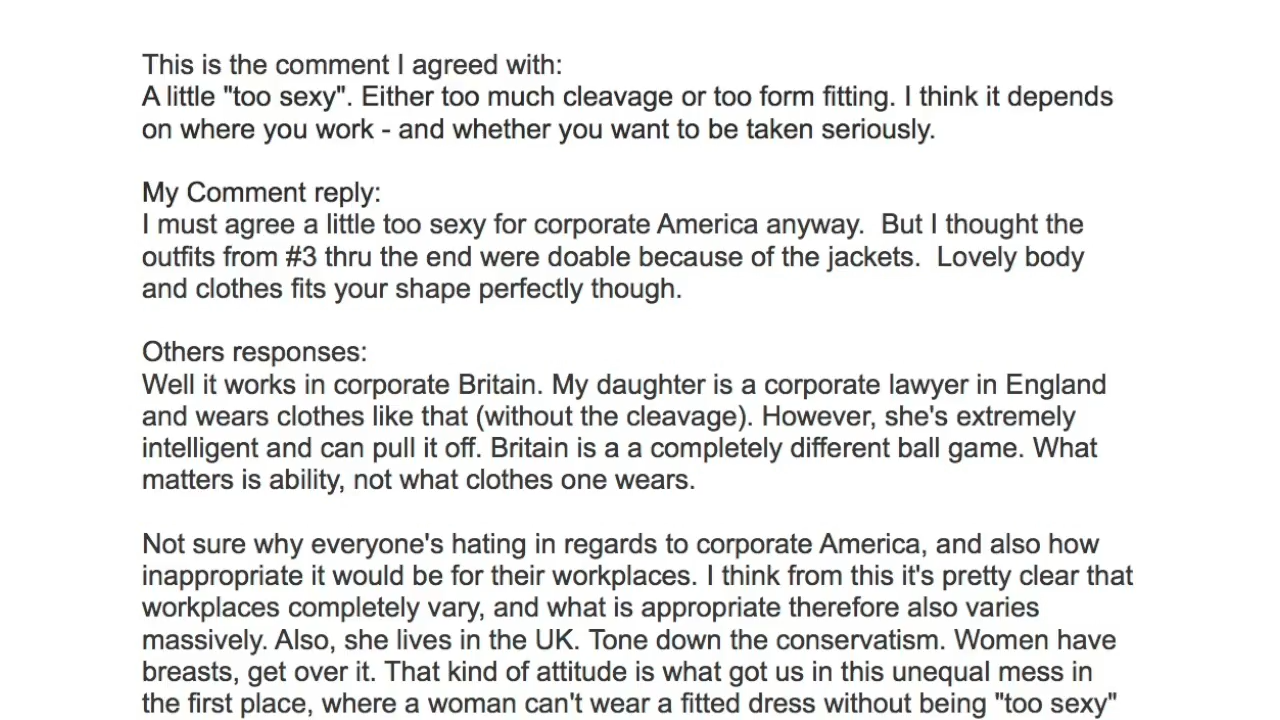 This is the comment I agreed with:
A little "too sexy". Either too much cleavage or too form fitting. I think it depends
on where you work - and whether you want to be taken seriously.
My Comment reply:
I must agree a little too sexy for corporate America anyway.  But I thought the
outfits from #3 thru the end were doable because of the jackets.  Lovely body
and clothes fits your shape perfectly though.
Others responses:
Well it works in corporate Britain. My daughter is a corporate lawyer in England
and wears clothes like that (without the cleavage). However, she's extremely
intelligent and can pull it off. Britain is a a completely different ball game. What
matters is ability, not what clothes one wears.
Not sure why everyone's hating in regards to corporate America, and also how
inappropriate it would be for their workplaces. I think from this it's pretty clear that
workplaces completely vary, and what is appropriate therefore also varies
massively. Also, she lives in the UK. Tone down the conservatism. Women have
breasts, get over it. That kind of attitude is what got us in this unequal mess in
the first place, where a woman can't wear a fitted dress without being "too sexy"